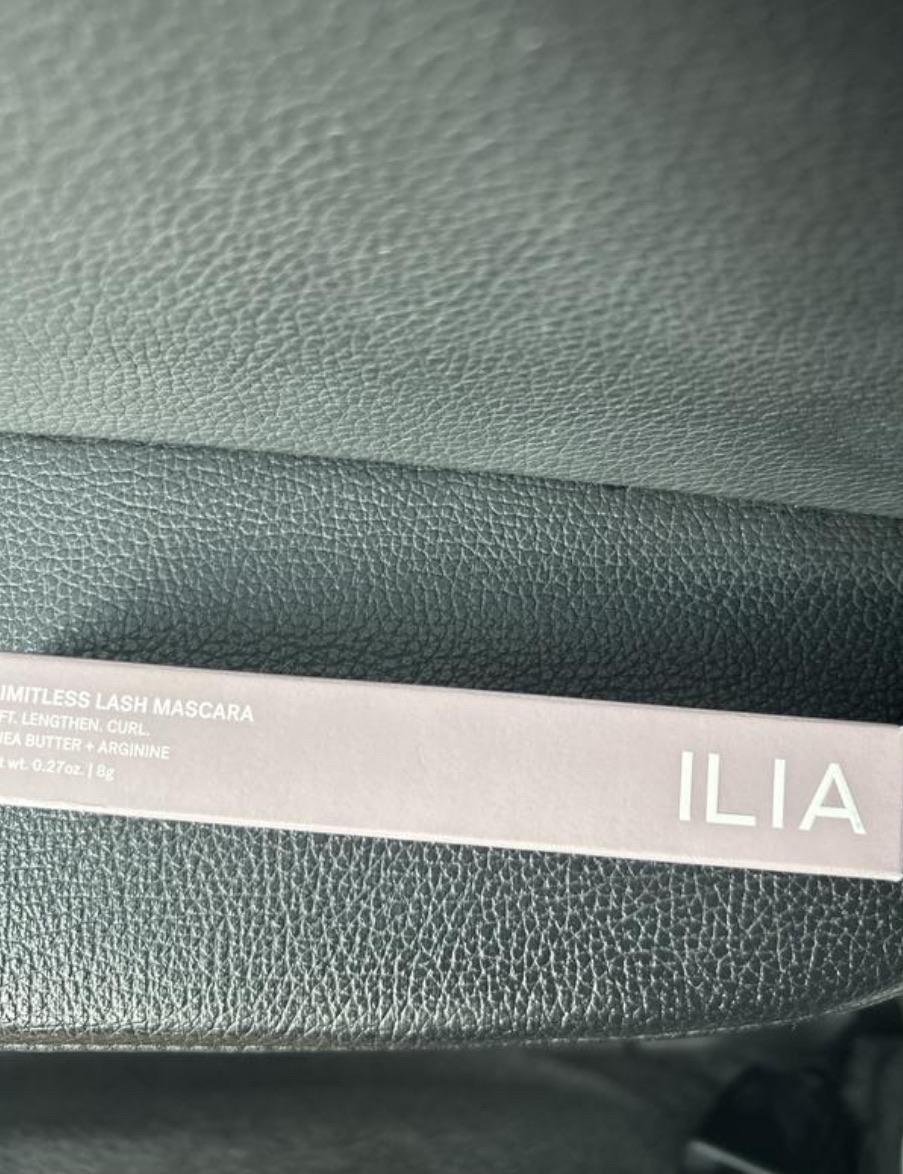 IMITLESS LASH MASCARA
FT. LENGTHEN. CURL.
EA BUTTER + ARGININE
t wt. 0.27oz. | 8g
ILIA